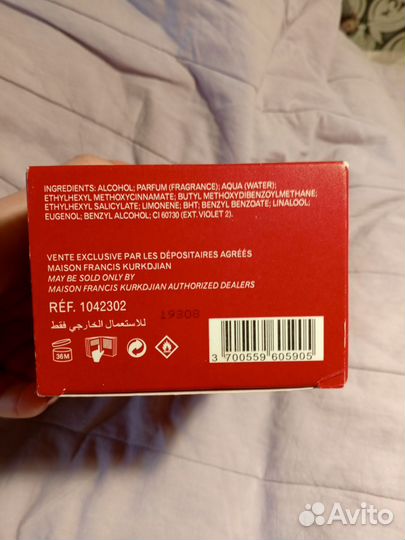 INGREDIENTS: ALCOHOL; PARFUM (FRAGRANCE); AQUA (WATER);
ETHYLHEXYL METHOXYCINNAMATE; BUTYL METHOXYDIBENZOYLMETHANE;
ETHYLHEXYL SALICYLATE; LIMONENE; BHT; BENZYL BENZOATE; LINALOOL;
EUGENOL; BENZYL ALCOHOL; CI 60730 (EXT. VIOLET 2).
VENTE EXCLUSIVE PAR LES DÉPOSITAIRES AGRÉÉS
MAISON FRANCIS KURKDJIAN
MAY BE SOLD ONLY BY
MAISON FRANCIS KURKDJIAN AUTHORIZED DEALERS
RÉF. 1042302
19308
للاستعمال الخارجي فقط
36M
3 700559 605905
Avito